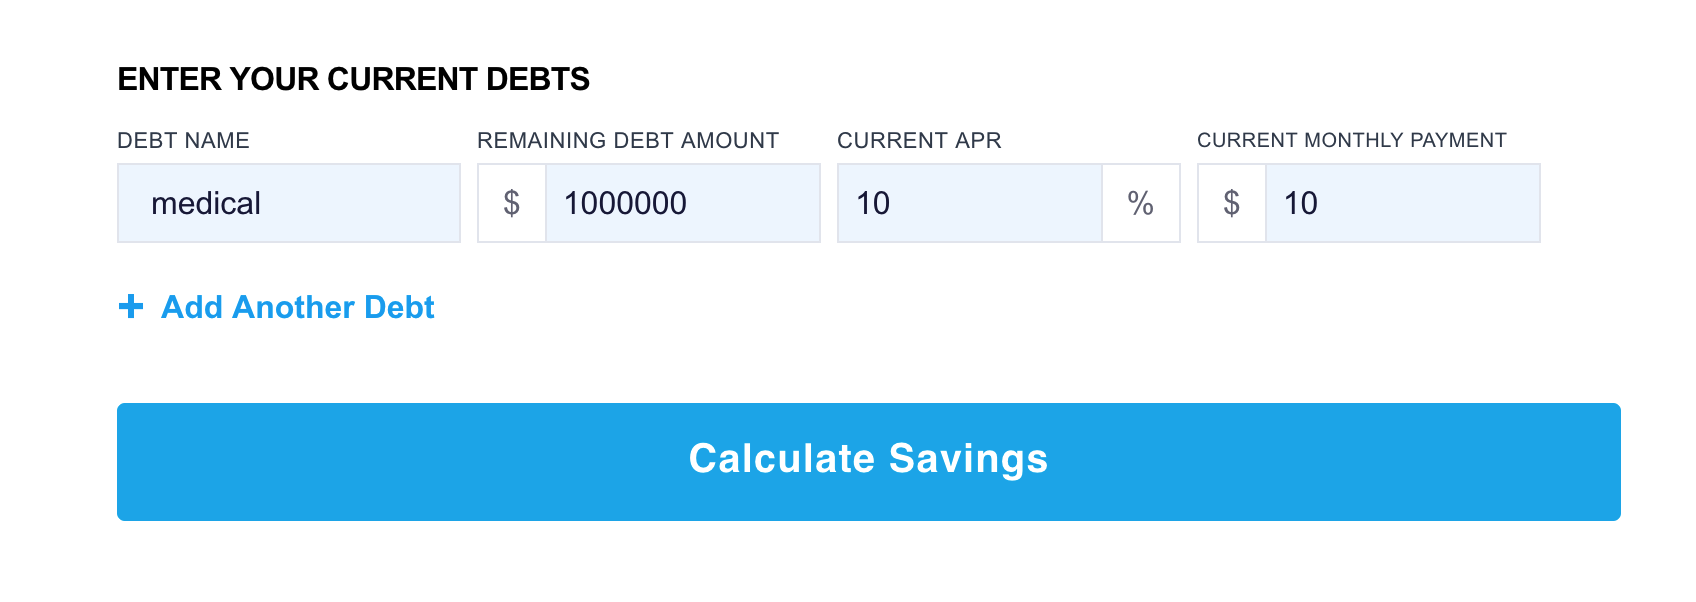 ENTER YOUR CURRENT DEBTS
DEBT NAME REMAINING DEBT AMOUNT CURRENT APR CURRENT MONTHLY PAYMENT
medical $ 1000000 10 % $ 10
+ Add Another Debt
Calculate Savings